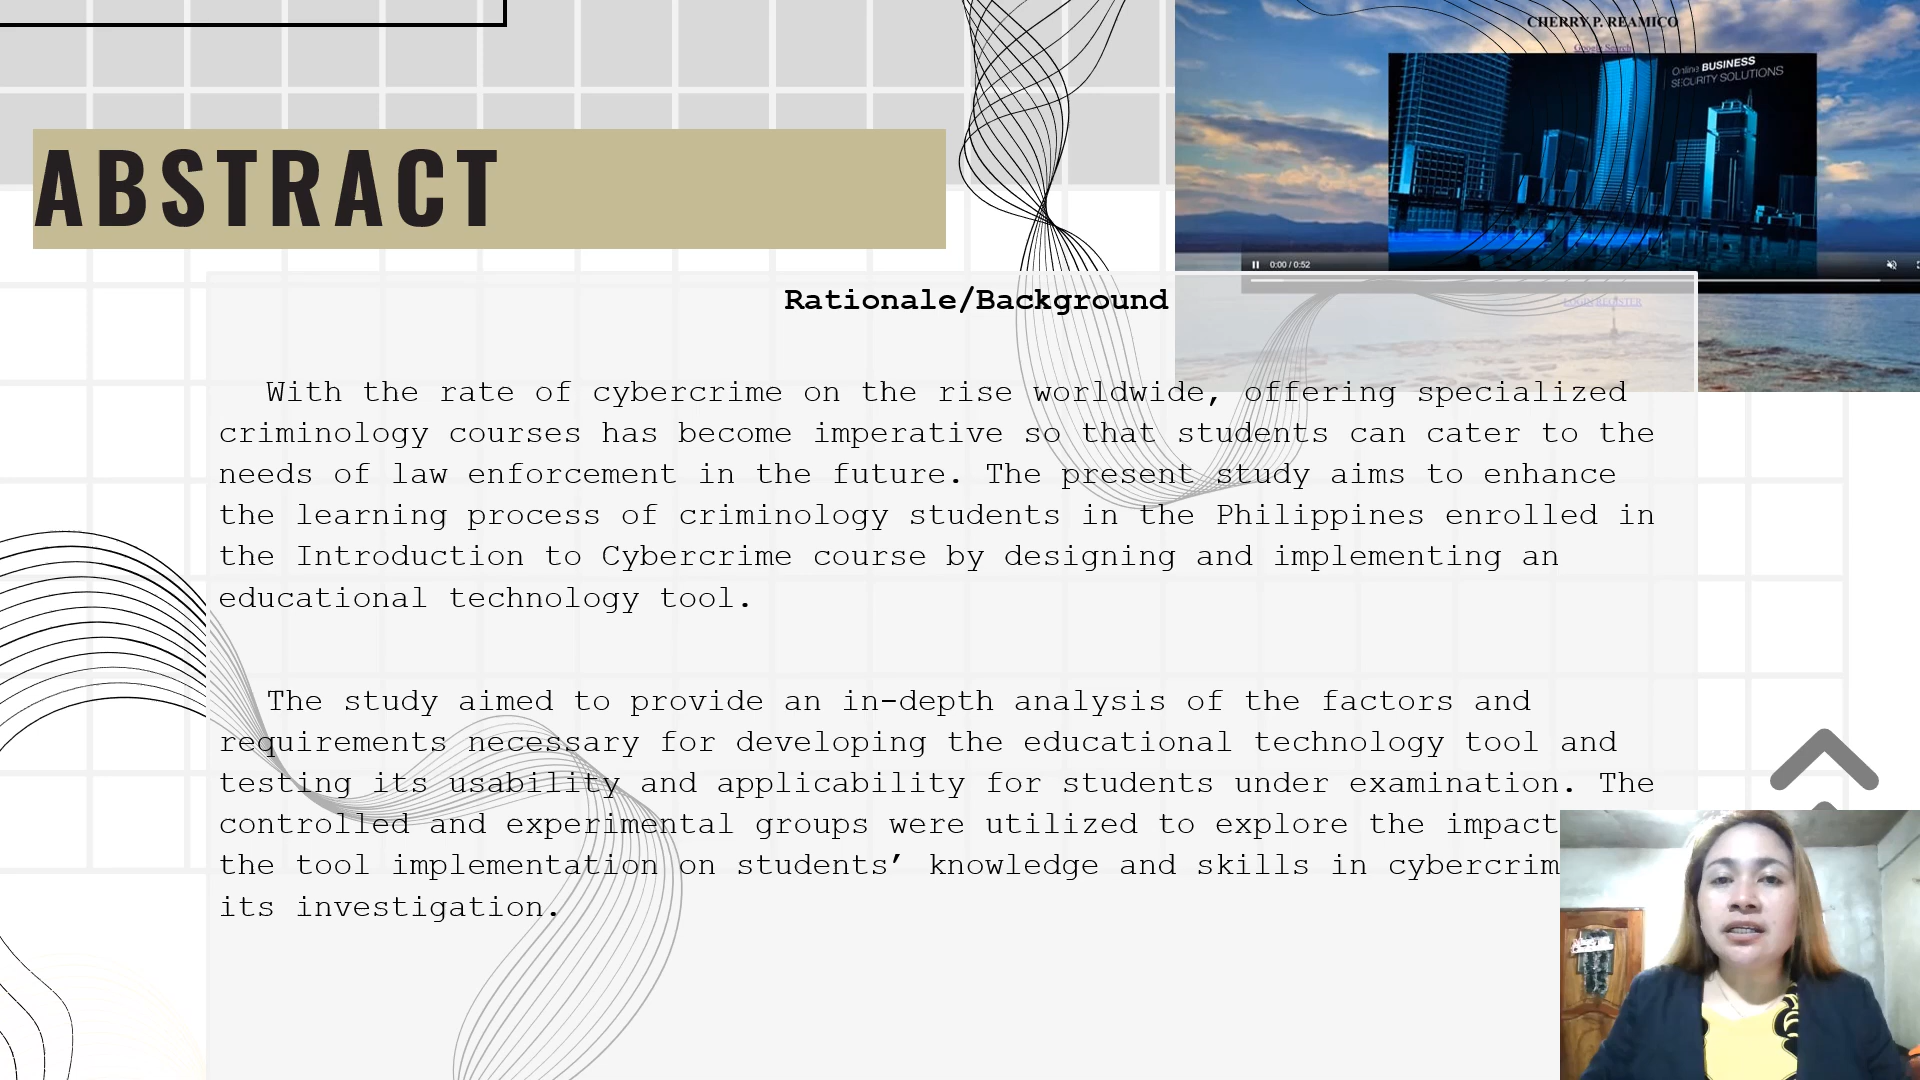 CHERRY P. REAMICO
Google Search
Online BUSINESS
SECURITY SOLUTIONS
0:00 / 0:52
LOGIN REGISTER
ABSTRACT
Rationale/Background
With the rate of cybercrime on the rise worldwide, offering specialized
criminology courses has become imperative so that students can cater to the
needs of law enforcement in the future. The present study aims to enhance
the learning process of criminology students in the Philippines enrolled in
the Introduction to Cybercrime course by designing and implementing an
educational technology tool.
The study aimed to provide an in-depth analysis of the factors and
requirements necessary for developing the educational technology tool and
testing its usability and applicability for students under examination. The
controlled and experimental groups were utilized to explore the impact
the tool implementation on students’ knowledge and skills in cybercrim
its investigation.